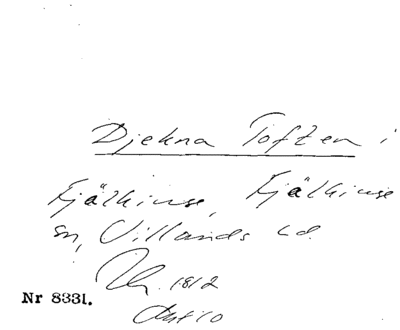 Djekna Toften i
Fjälkinge, Fjälkinge
sn, Villands hd.
1812
Nr 8331.